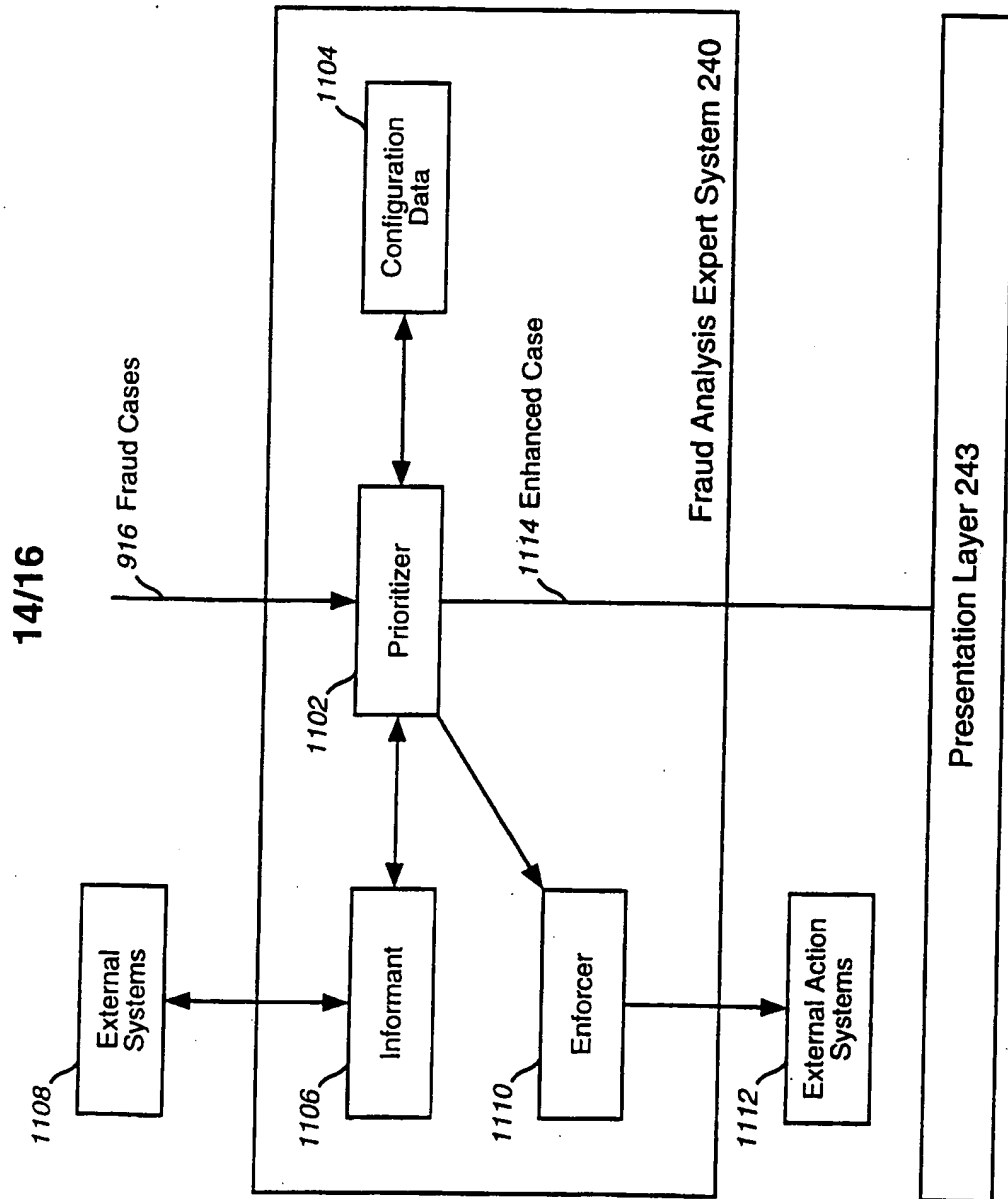 14/16
916 Fraud Cases
1108
External
Systems
1102
1104
1106
Informant
Prioritizer
Configuration
Data
1110
Enforcer
1114 Enhanced Case
Fraud Analysis Expert System 240
1112
External Action
Systems
Presentation Layer 243